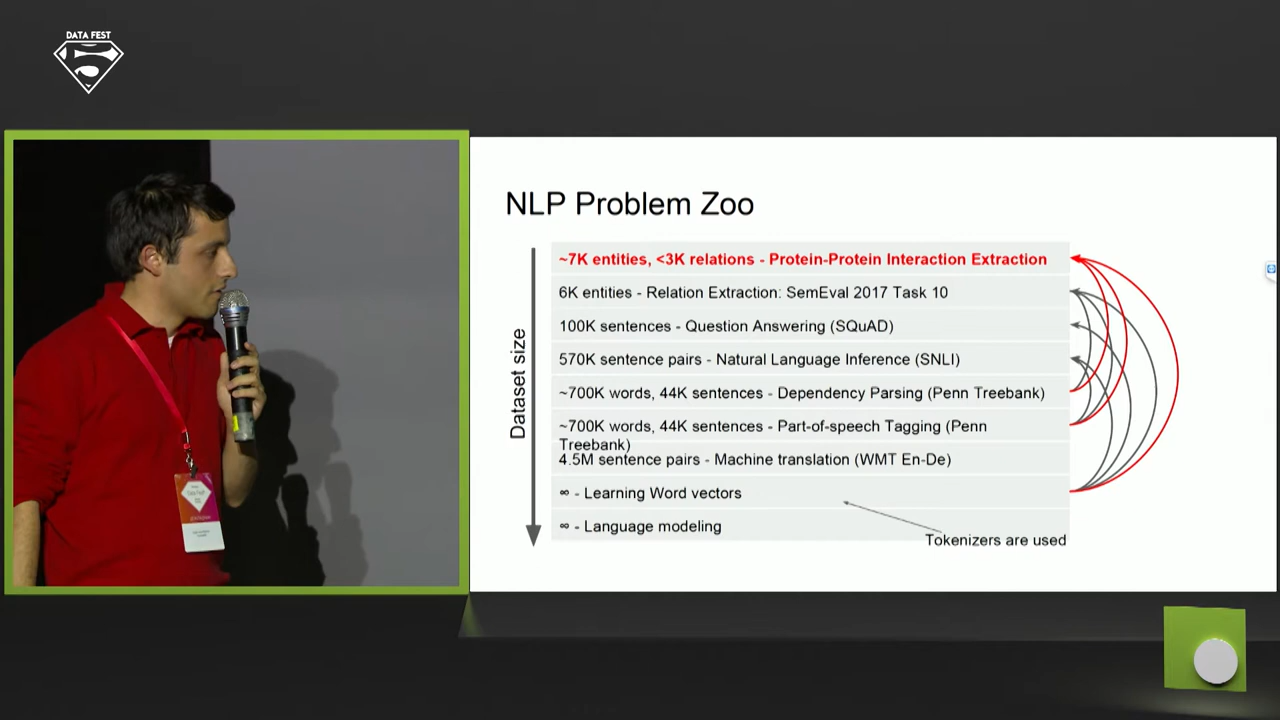 DATA FEST
NLP Problem Zoo
Dataset size
~7K entities, <3K relations - Protein-Protein Interaction Extraction
6K entities - Relation Extraction: SemEval 2017 Task 10
100K sentences - Question Answering (SQuAD)
570K sentence pairs - Natural Language Inference (SNLI)
~700K words, 44K sentences - Dependency Parsing (Penn Treebank)
~700K words, 44K sentences - Part-of-speech Tagging (Penn
Treebank)
4.5M sentence pairs - Machine translation (WMT En-De)
∞ - Learning Word vectors
∞ - Language modeling
Tokenizers are used